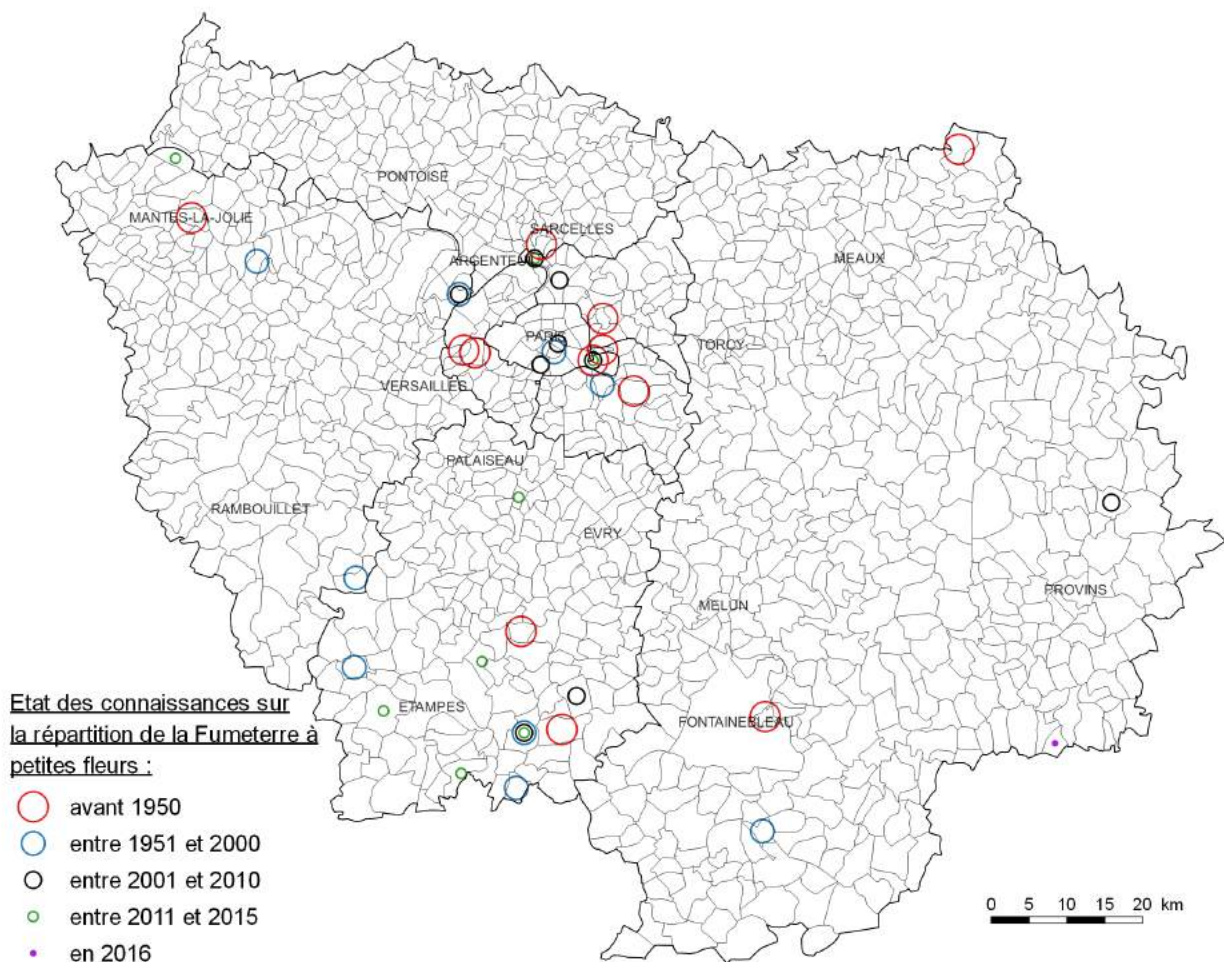 PONTOISE
MANTES-LA-JOLIE
SARCELLES
ARGENTEUIL
MEAUX
PARIS
TORCY
VERSAILLES
PALAISEAU
RAMBOUILLET
EVRY
PROVINS
MELUN
ETAMPES
FONTAINEBLEAU
Etat des connaissances sur
la répartition de la Fumeterre à
petites fleurs :
avant 1950
entre 1951 et 2000
entre 2001 et 2010
entre 2011 et 2015
en 2016
0 5 10 15 20 km